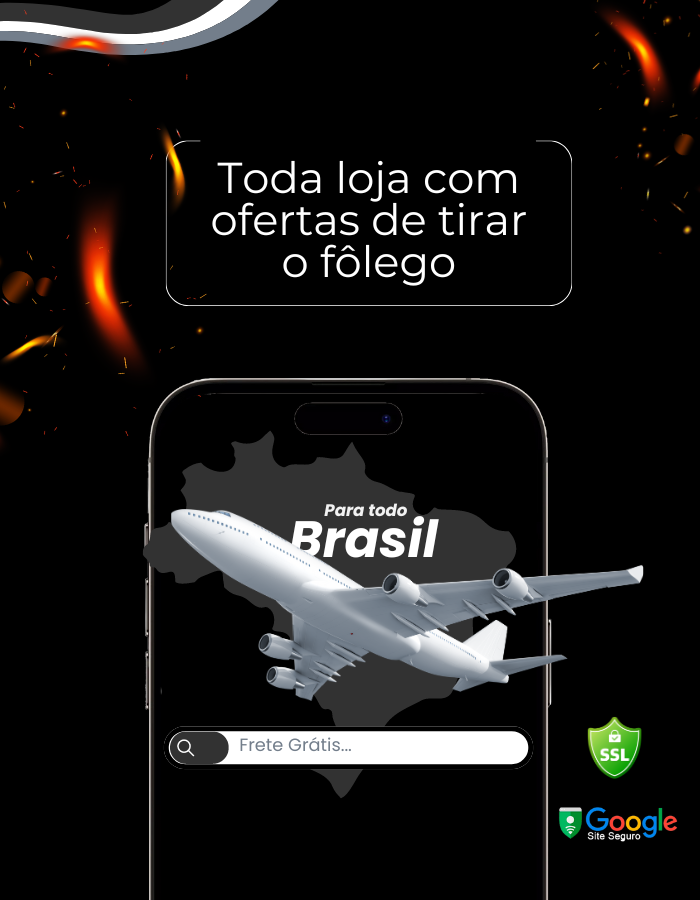 Toda loja com
ofertas de tirar
o fôlego
Para todo
Brasil
Frete Grátis...
SSL
Google
Site Seguro